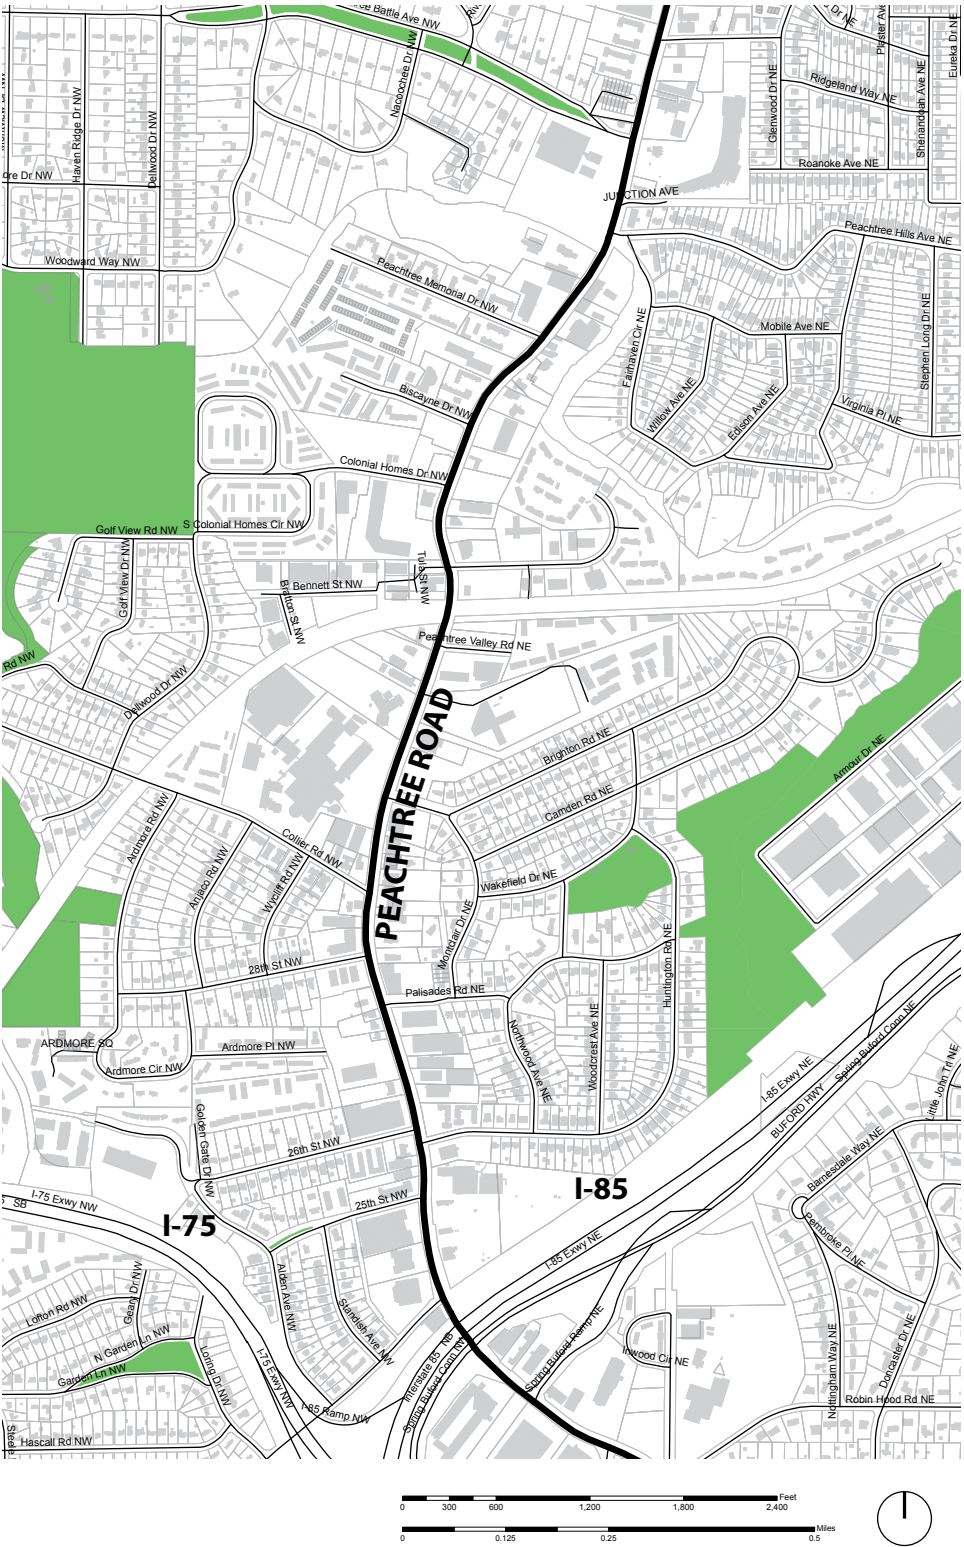 Battle Ave NW
Dr NE
Plaster Ave
Eureka Dr NE
Nacoochee Dr NW
Haven Ridge Dr NW
Dellwood Dr NW
Glenwood Dr NE
Ridgeland Way NE
Shenandoah Ave NE
Roanoke Ave NE
ore Dr NW
JUNCTION AVE
Peachtree Hills Ave NE
Woodward Way NW
Peachtree Memorial Dr NW
Fairhaven Cir NE
Mobile Ave NE
Stephen Long Dr NE
Biscayne Dr NW
Willow Ave NE
Edison Ave NE
Virginia Pl NE
Colonial Homes Dr NW
Golf View Rd NW
S Colonial Homes Cir NW
Golf View Dr NW
Bennett St NW
Tula St NW
Bratton St NW
Peachtree Valley Rd NE
Rd NW
Dellwood Dr NW
PEACHTREE ROAD
Brighton Rd NE
Armour Dr NE
Camden Rd NE
Ardmore Rd NW
Collier Rd NW
Anjaco Rd NW
Wycliff Rd NW
Wakefield Dr NE
Montclair Dr NE
Huntington Rd NE
28th St NW
Palisades Rd NE
Northwood Ave NE
Woodcrest Ave NE
ARDMORE SQ
Ardmore Pl NW
Ardmore Cir NW
I-85 Exwy NE
Spring Buford Conn NE
BUFORD HWY
Little John Trl NE
Golden Gate Dr NW
26th St NW
Barnesdale Way NE
I-75 Exwy NW
SB
25th St NW
I-85
I-75
Pembroke Pl NE
I-85 Exwy NE
Alden Ave NW
Geary Dr NW
Lofton Rd NW
Standish Ave NW
N Garden Ln NW
Garden Ln NW
Loring Dr NW
I-75 Exwy NW
Interstate 85 NB
Spring Buford Conn NW
Spring Buford Ramp NE
Inwood Cir NE
Nottingham Way NE
Doncaster Dr NE
Robin Hood Rd NE
I-85 Ramp NW
Hascall Rd NW
Feet
0 300 600 1,200 1,800 2,400
Miles
0 0.125 0.25 0.5